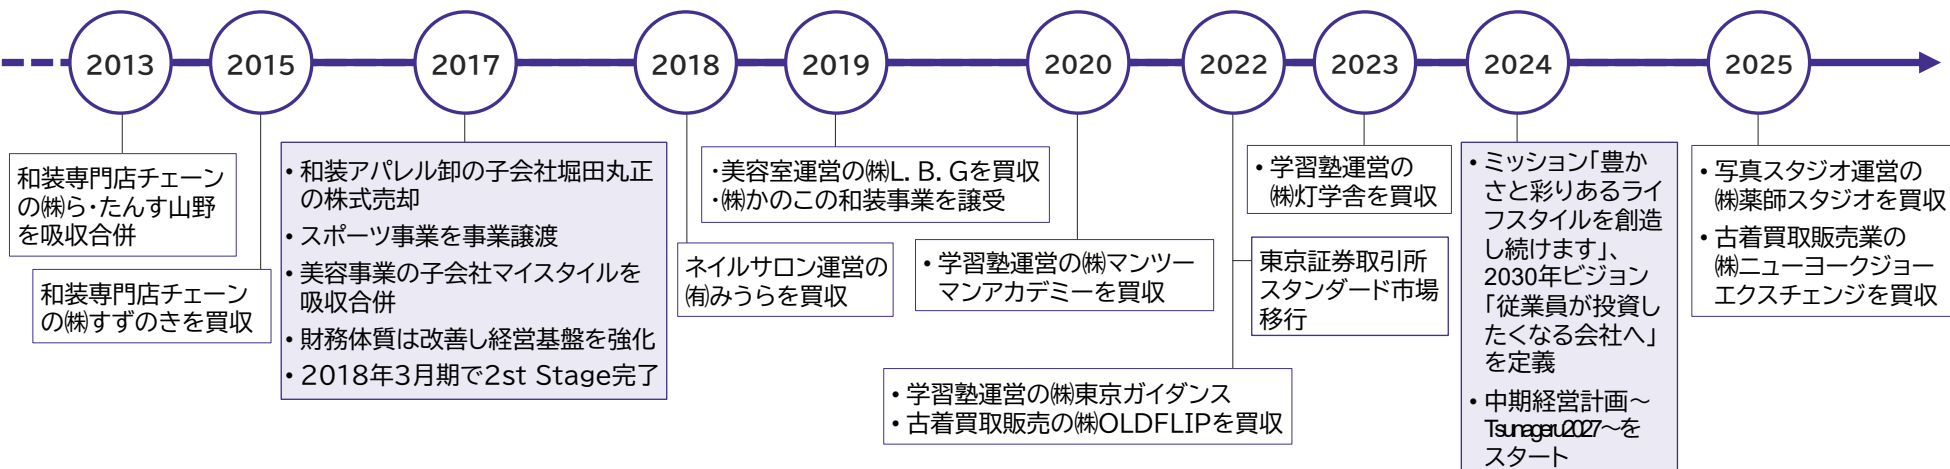 2013
2015
2017
2018
2019
2020
2022
2023
2024
2025
和装専門店チェーン
の㈱ら・たんす山野
を吸収合併
和装専門店チェーン
の㈱すずのきを買収
・和装アパレル卸の子会社堀田丸正
の株式売却
・スポーツ事業を事業譲渡
・美容事業の子会社マイスタイルを
吸収合併
・財務体質は改善し経営基盤を強化
・2018年3月期で2st Stage完了
ネイルサロン運営の
㈲みうらを買収
・美容室運営の㈱L. B. Gを買収
・㈱かのこの和装事業を譲受
・学習塾運営の㈱マンツー
マンアカデミーを買収
・学習塾運営の㈱東京ガイダンス
・古着買取販売の㈱OLDFLIPを買収
東京証券取引所
スタンダード市場
移行
・学習塾運営の
㈱灯学舎を買収
・ミッション「豊か
さと彩りあるライ
フスタイルを創造
し続けます」、
2030年ビジョン
「従業員が投資し
たくなる会社へ」
を定義
・中期経営計画～
Tsunageru2027～を
スタート
・写真スタジオ運営の
㈱薬師スタジオを買収
・古着買取販売業の
㈱ニューヨークジョー
エクスチェンジを買収